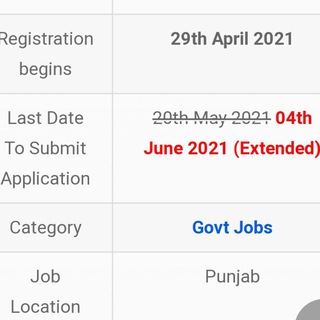 Registration 29th April 2021
begins
Last Date 20th May 2021 04th
To Submit June 2021 (Extended)
Application
Category Govt Jobs
Job Punjab
Location